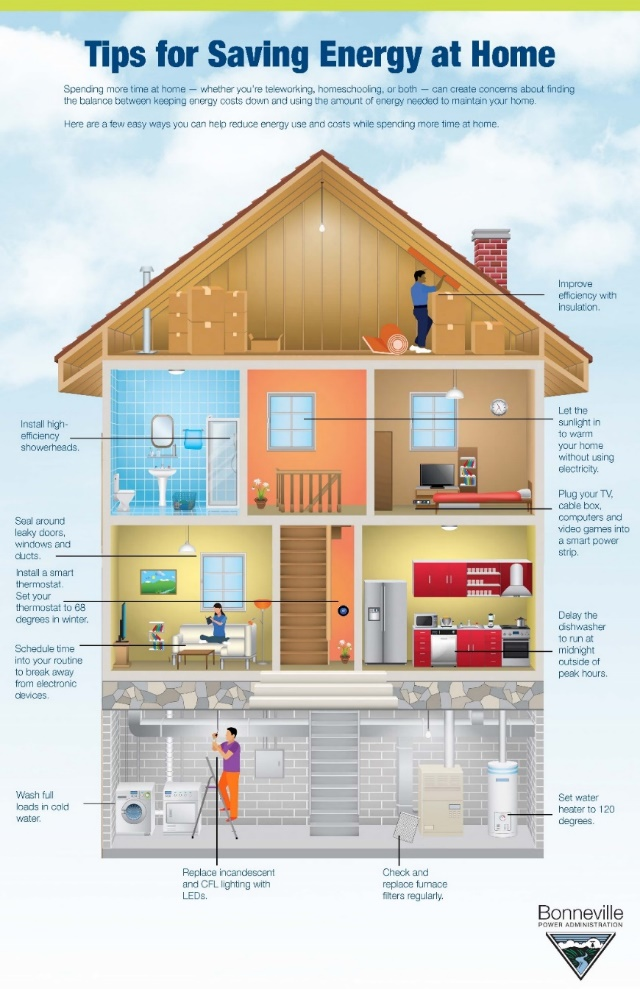 Tips for Saving Energy at Home
Spending more time at home — whether you're teleworking, homeschooling, or both — can create concerns about finding
the balance between keeping energy costs down and using the amount of energy needed to maintain your home.
Here are a few easy ways you can help reduce energy use and costs while spending more time at home.
Improve
efficiency with
insulation.
Install high-
efficiency
showerheads.
Let the
sunlight in
to warm
your home
without using
electricity.
Plug your TV,
cable box,
computers and
video games into
a smart power
strip.
Seal around
leaky doors,
windows and
ducts.
Install a smart
thermostat.
Set your
thermostat to 68
degrees in winter.
Schedule time
into your routine
to break away
from electronic
devices.
Delay the
dishwasher
to run at
midnight
outside of
peak hours.
Wash full
loads in cold
water.
Set water
heater to 120
degrees.
Replace incandescent
and CFL lighting with
LEDs.
Check and
replace furnace
filters regularly.
Bonneville
POWER ADMINISTRATION